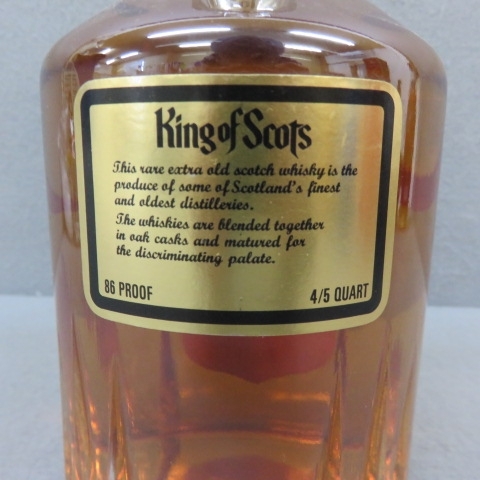 King of Scots
This rare extra old scotch whisky is the
produce of some of Scotland's finest
and oldest distilleries.
The whiskies are blended together
in oak casks and matured for
the discriminating palate.
86 PROOF 4/5 QUART